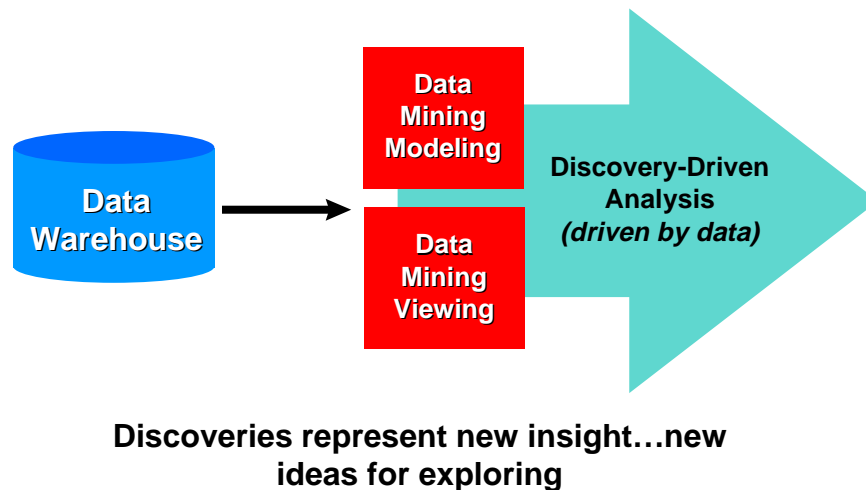 Data
Warehouse
Data
Mining
Modeling
Data
Mining
Viewing
Discovery-Driven
Analysis
(driven by data)
Discoveries represent new insight…new
ideas for exploring